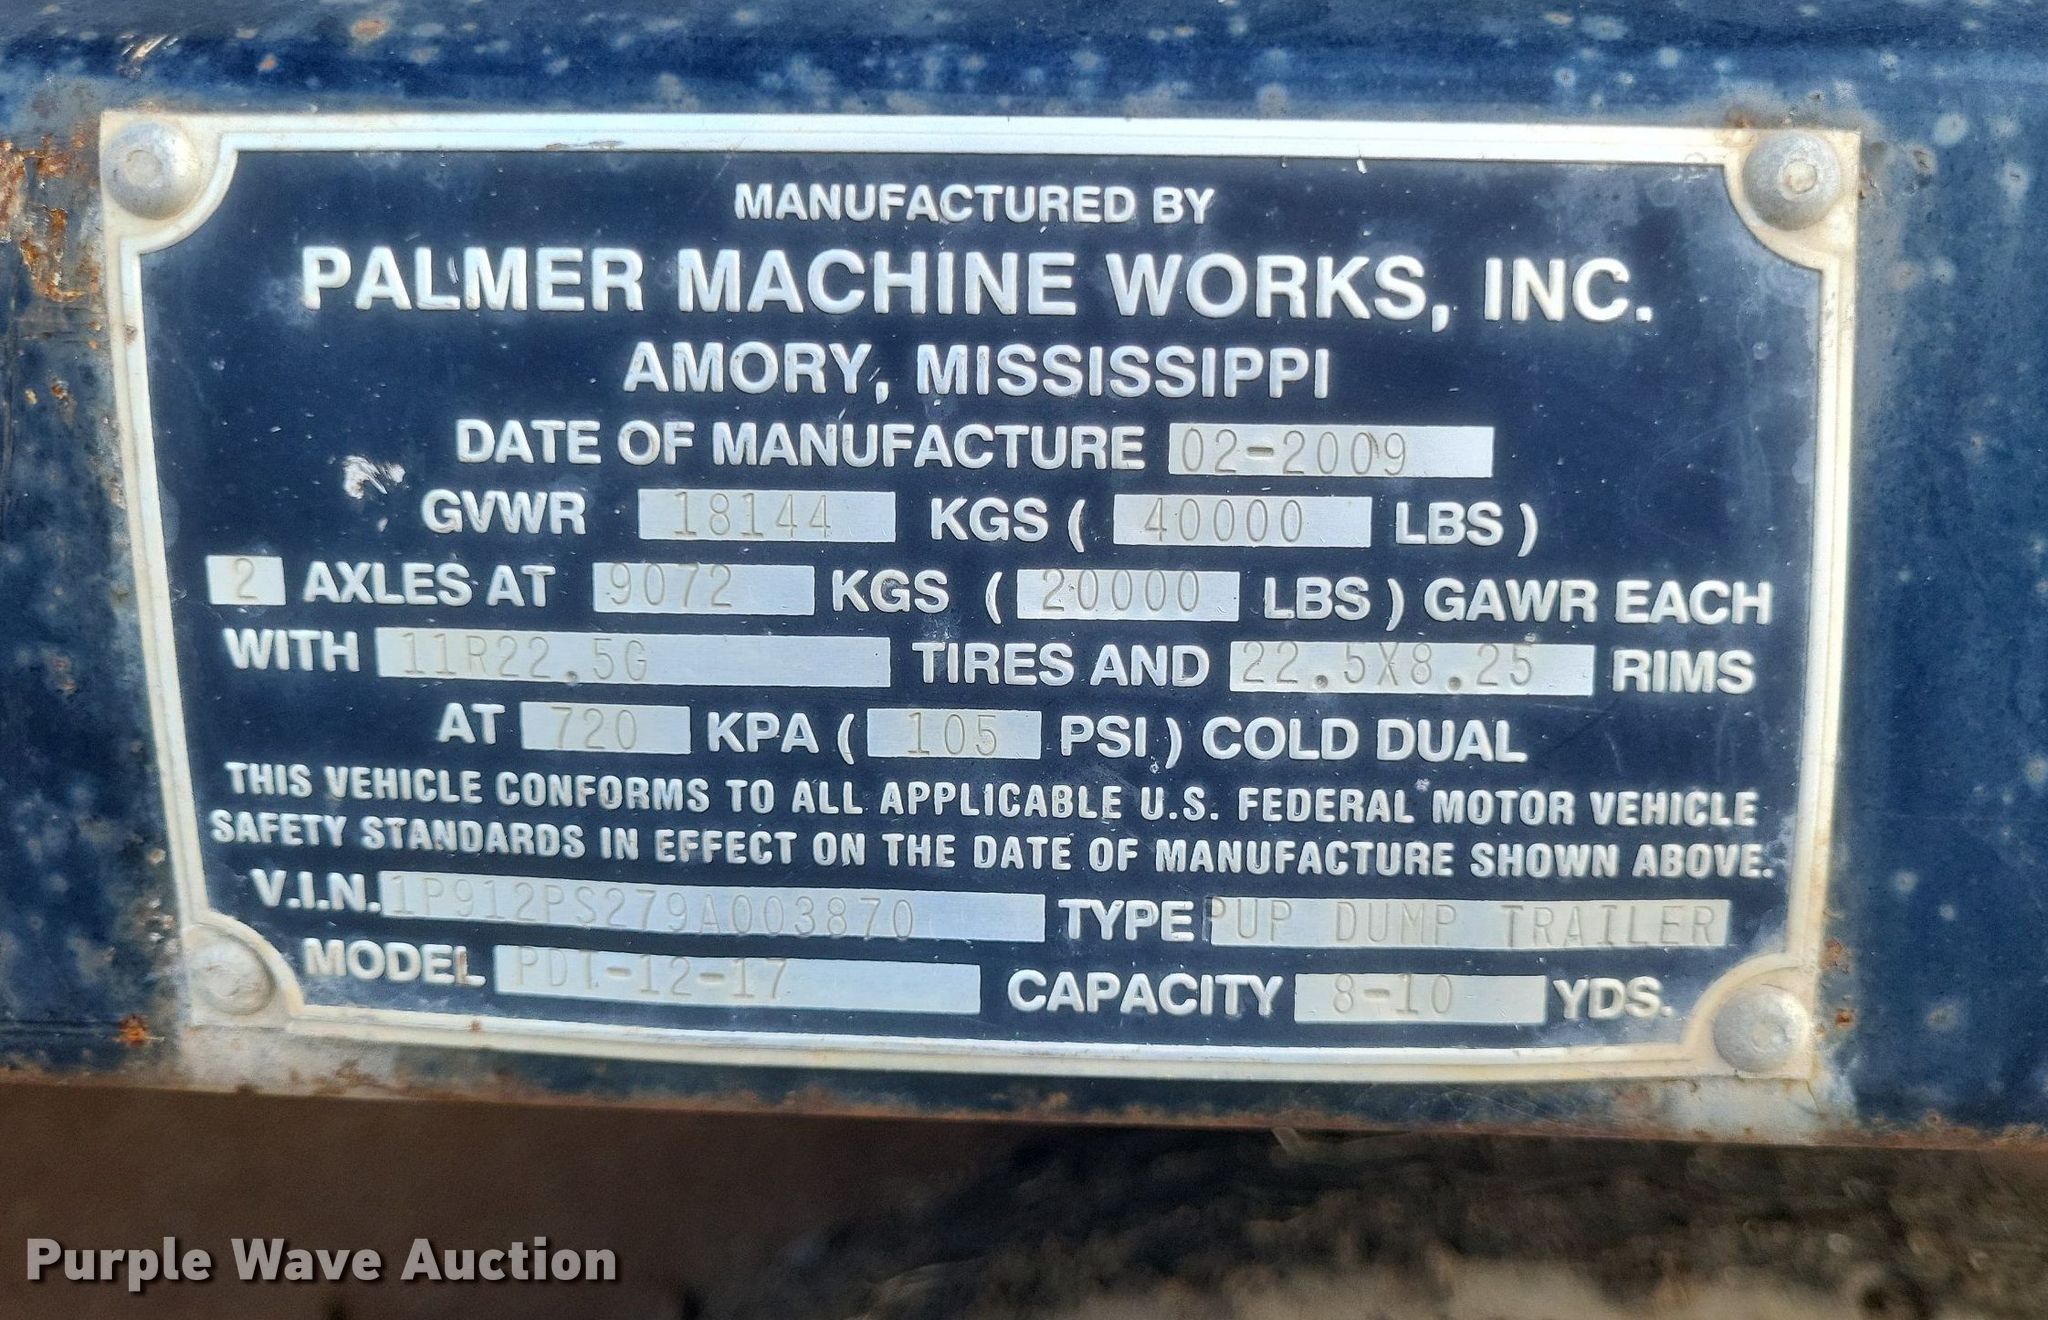 MANUFACTURED BY
PALMER MACHINE WORKS, INC.
AMORY, MISSISSIPPI
DATE OF MANUFACTURE 02-2009
GVWR 18144 KGS ( 40000 LBS )
2 AXLES AT 9072 KGS ( 20000 LBS ) GAWR EACH
WITH 11R22.5G TIRES AND 22.5X8.25 RIMS
AT 720 KPA ( 105 PSI ) COLD DUAL
THIS VEHICLE CONFORMS TO ALL APPLICABLE U.S. FEDERAL MOTOR VEHICLE
SAFETY STANDARDS IN EFFECT ON THE DATE OF MANUFACTURE SHOWN ABOVE.
V.I.N. 1P912PS279A003870 TYPE PUP DUMP TRAILER
MODEL PDT-12-17 CAPACITY 8-10 YDS.
Purple Wave Auction